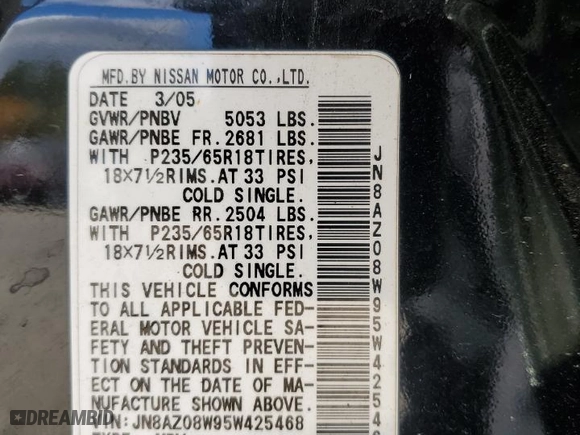 MFD.BY NISSAN MOTOR CO.,LTD.
DATE 3/05
GVWR/PNBV 5053 LBS.
GAWR/PNBE FR.2681 LBS.
WITH P235/65R18TIRES,
18X7½RIMS.AT 33 PSI
COLD SINGLE.
GAWR/PNBE RR.2504 LBS.
WITH P235/65R18TIRES,
18X7½RIMS.AT 33 PSI
COLD SINGLE.
THIS VEHICLE CONFORMS
TO ALL APPLICABLE FED-
ERAL MOTOR VEHICLE SA-
FETY AND THEFT PREVEN-
TION STANDARDS IN EFF-
ECT ON THE DATE OF MA-
NUFACTURE SHOWN ABOVE.
JN8AZ08W95W425468
JN8AZ08W95W4254
DEALER